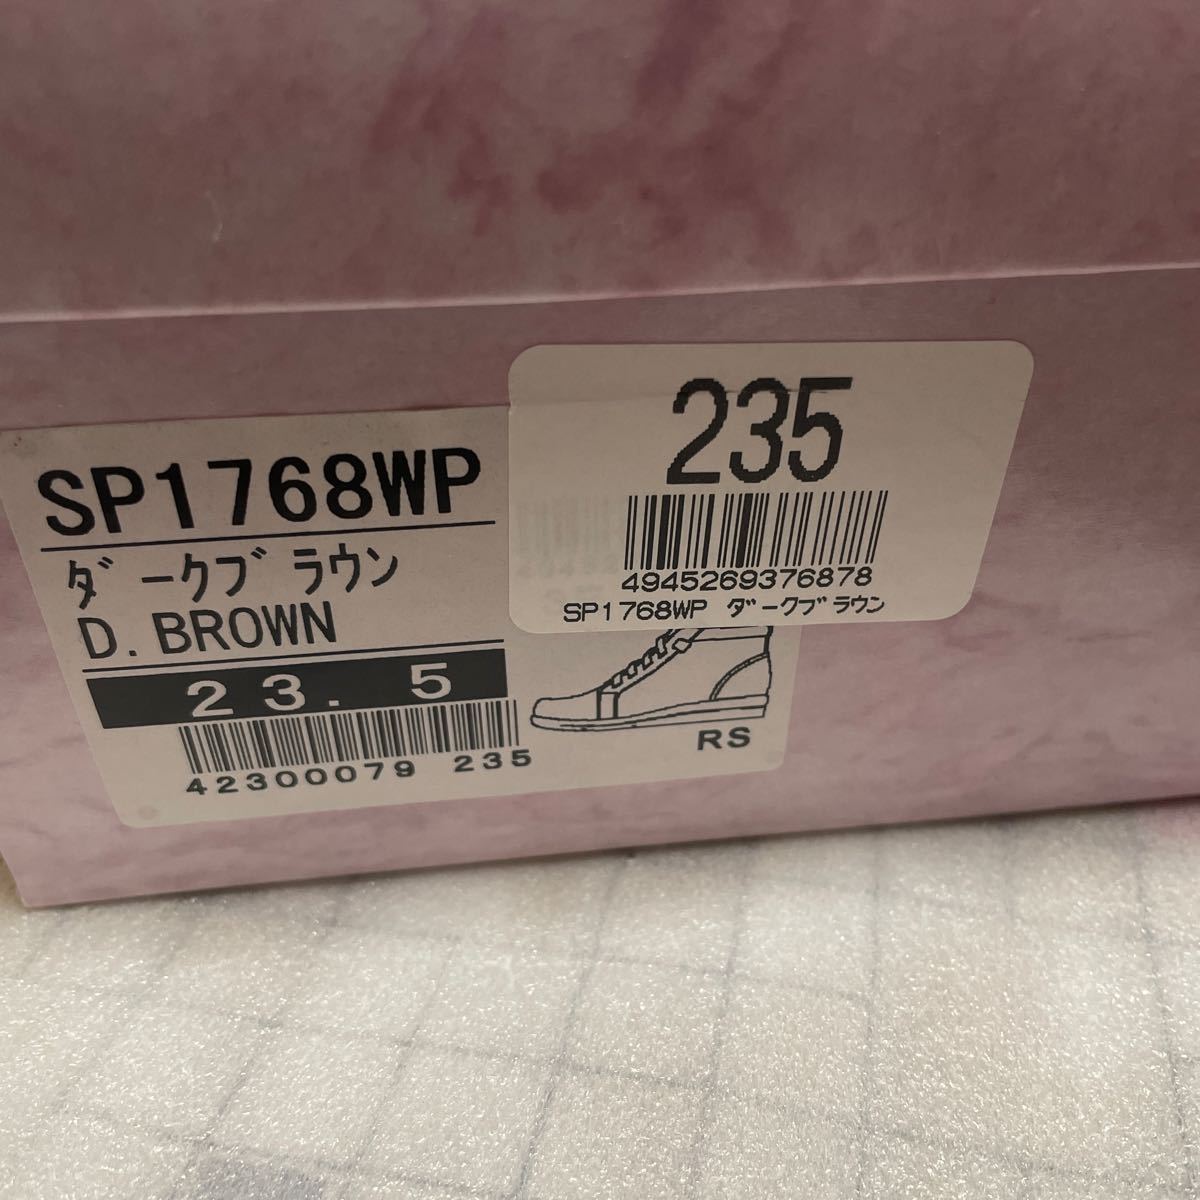 SP1768WP
ダークブラウン
D. BROWN
23. 5
42300079 235
RS
235
4945269376878
SP1768WP ダークブラウン